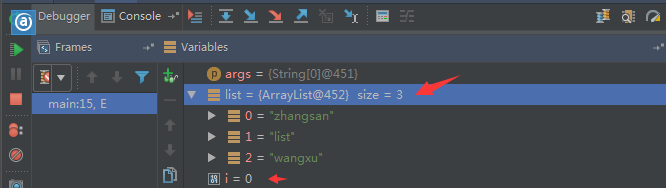 Debugger Console
Frames Variables
args = {String[0]@451}
list = {ArrayList@452} size = 3
main:15, E
0 = "zhangsan"
1 = "list"
2 = "wangxu"
i = 0